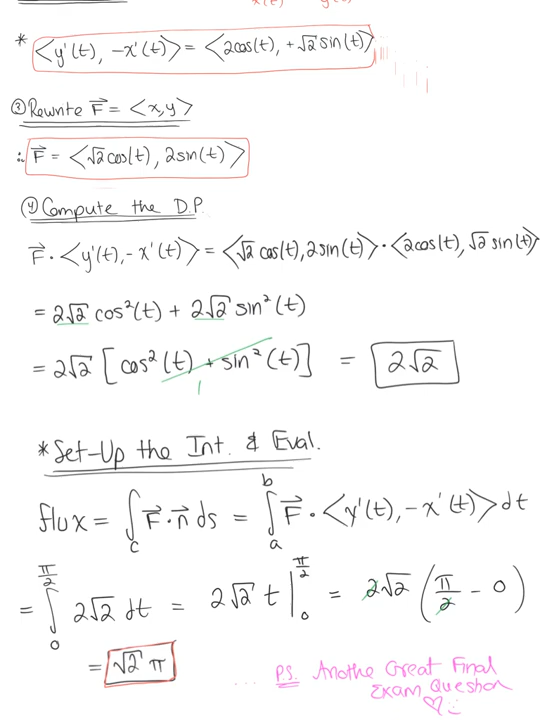 x(t) y(t)
* <y'(t), -x'(t)> = <2cos(t), +√2 sin(t)>
③ Rewrite F⃗ = <x,y>
∴ F⃗ = <√2 cos(t), 2sin(t)>
④ Compute the D.P.
F⃗ · <y'(t), -x'(t)> = <√2 cos(t), 2sin(t)> · <2cos(t), √2 sin(t)>
= 2√2 cos²(t) + 2√2 sin²(t)
= 2√2 [cos²(t) + sin²(t)] = 2√2
1
*Set-Up the Int. & Eval.
flux = ∫_C F⃗ · n⃗ ds = ∫_a^b F⃗ · <y'(t), -x'(t)> dt
= ∫_0^{π/2} 2√2 dt = 2√2 t |_0^{π/2} = 2√2 (π/2 - 0)
= √2 π
... P.S. Anothe Great Final
Exam Question